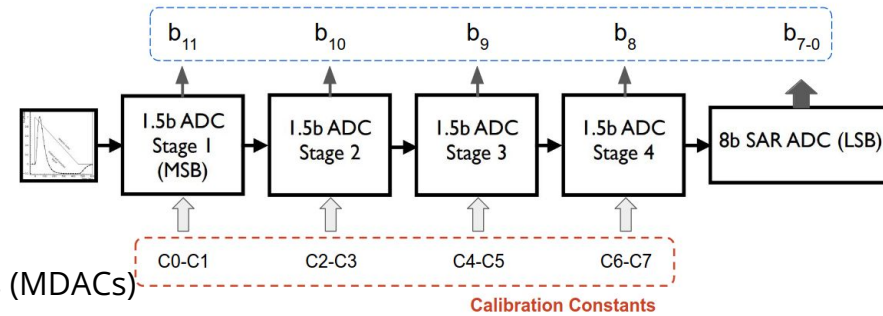 b11 b10 b9 b8 b7-0
1.5b ADC
Stage 1
(MSB)
1.5b ADC
Stage 2
1.5b ADC
Stage 3
1.5b ADC
Stage 4
8b SAR ADC (LSB)
C0-C1 C2-C3 C4-C5 C6-C7
(MDACs)
Calibration Constants